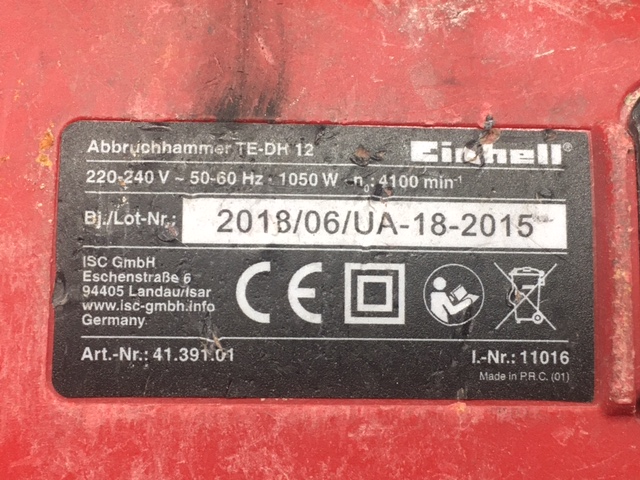 Abbruchhammer TE-DH 12
Einhell®
220-240 V ~ 50-60 Hz · 1050 W · n₀: 4100 min⁻¹
Bj./Lot-Nr.: 2018/06/UA-18-2015
ISC GmbH
Eschenstraße 6
94405 Landau/Isar
www.isc-gmbh.info
Germany
CE
Art.-Nr.: 41.391.01
I.-Nr.: 11016
Made in P.R.C. (01)